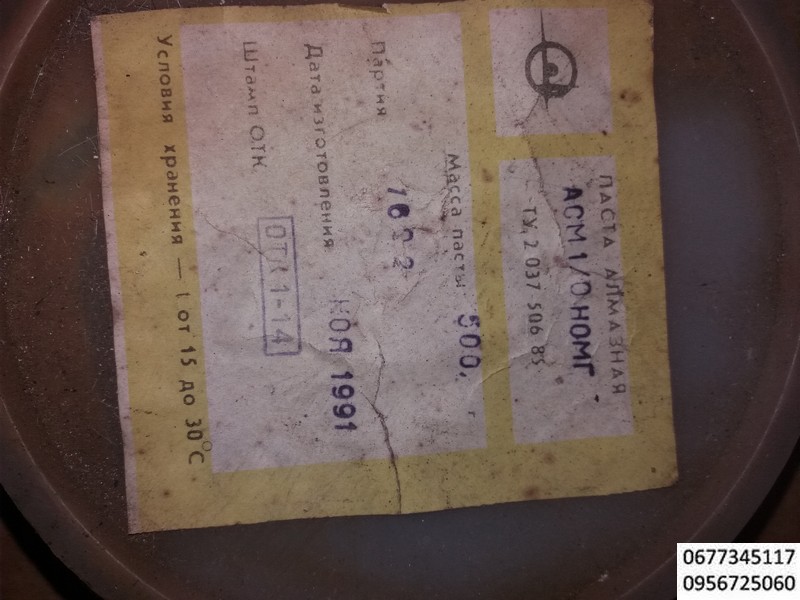 ПАСТА АЛМАЗНАЯ
АСМ 1/0 НОМГ
ТУ 2 037 506 85
Масса пасты 500, г
Партия
Дата изготовления НОЯ 1991
Штамп ОТК ОТК 1-14
Условия хранения — t от 15 до 30°С
0677345117
0956725060